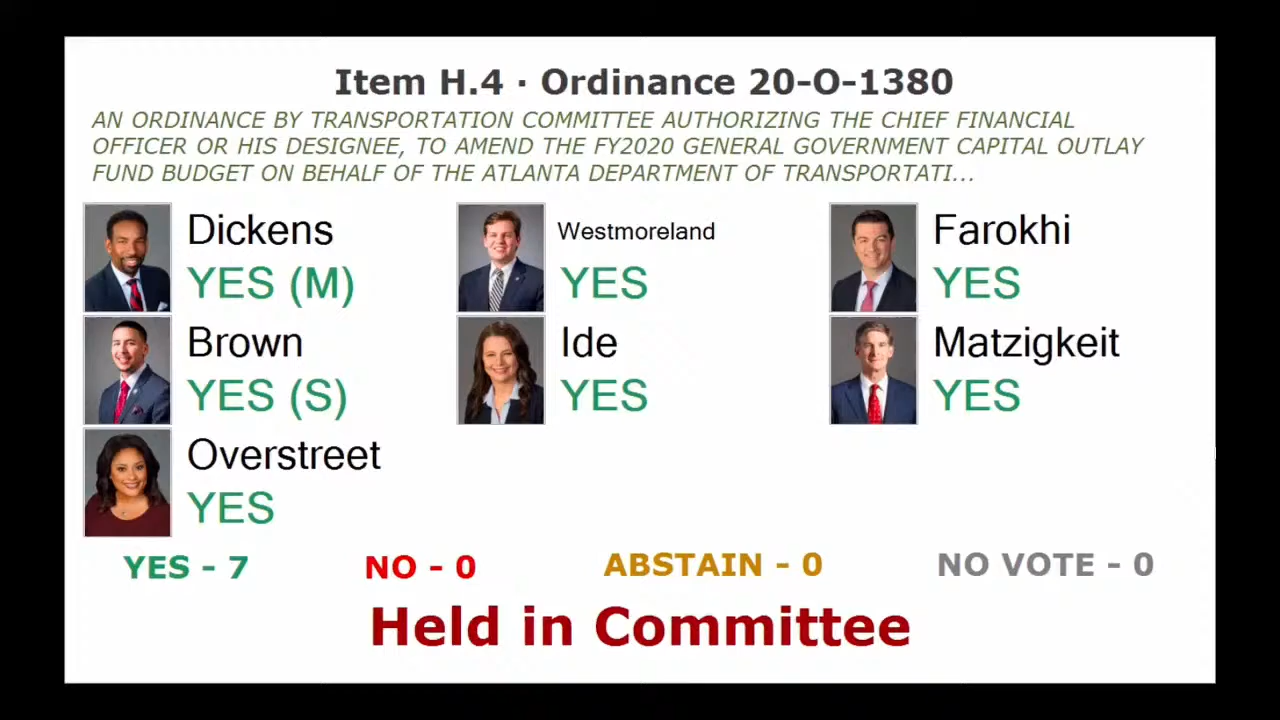 Item H.4 · Ordinance 20-O-1380
AN ORDINANCE BY TRANSPORTATION COMMITTEE AUTHORIZING THE CHIEF FINANCIAL
OFFICER OR HIS DESIGNEE, TO AMEND THE FY2020 GENERAL GOVERNMENT CAPITAL OUTLAY
FUND BUDGET ON BEHALF OF THE ATLANTA DEPARTMENT OF TRANSPORTATI...
Dickens
YES (M)
Westmoreland
YES
Farokhi
YES
Brown
YES (S)
Ide
YES
Matzigkeit
YES
Overstreet
YES
YES - 7
NO - 0
ABSTAIN - 0
NO VOTE - 0
Held in Committee